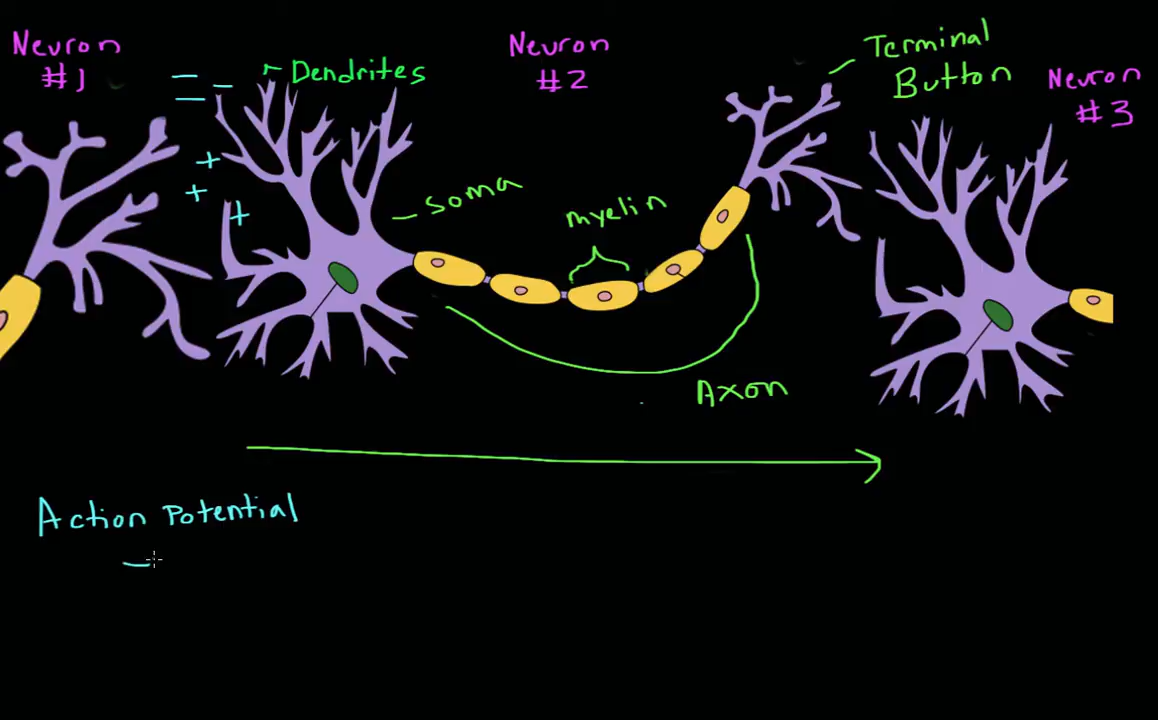 Neuron
#1
Dendrites
Neuron
#2
Terminal
Button
Neuron
#3
Soma
myelin
Axon
Action Potential